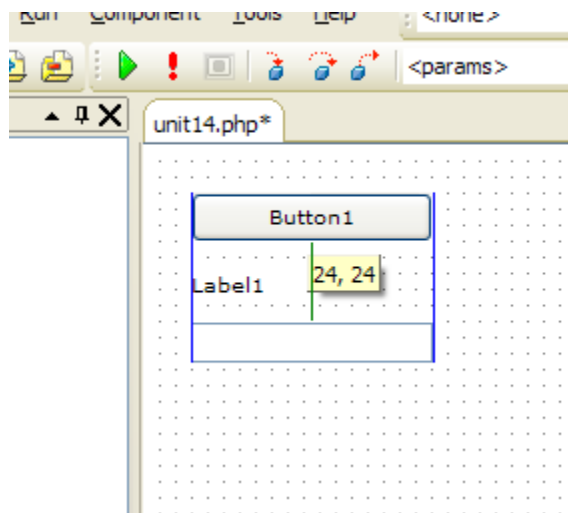 Run Component Tools Help <none>
<params>
unit14.php*
Button1
Label1 24, 24